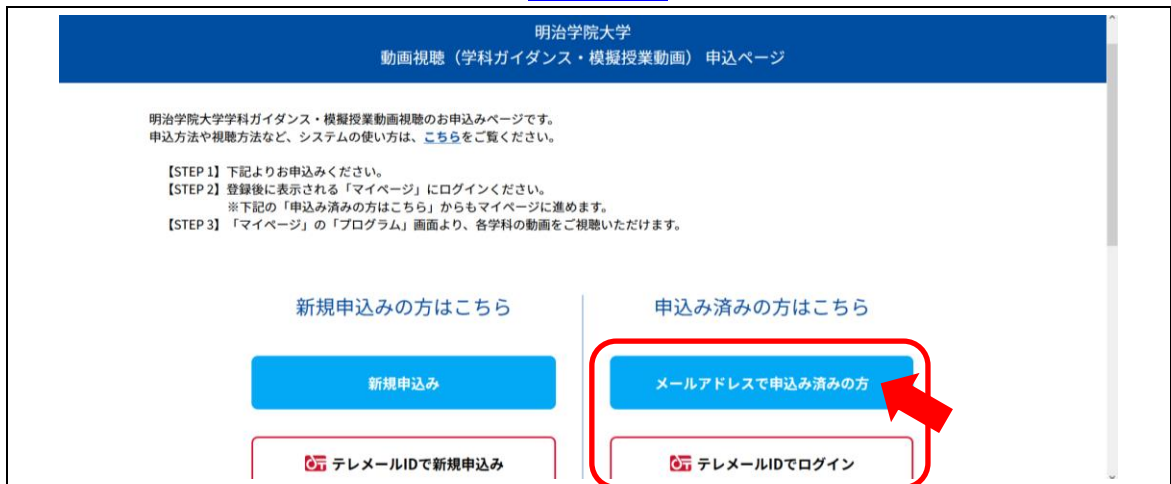 明治学院大学
動画視聴（学科ガイダンス・模擬授業動画） 申込ページ
明治学院大学学科ガイダンス・模擬授業動画視聴のお申込みページです。
申込方法や視聴方法など、システムの使い方は、こちらをご覧ください。
【STEP 1】下記よりお申込みください。
【STEP 2】登録後に表示される「マイページ」にログインください。
※下記の「申込み済みの方はこちら」からもマイページに進めます。
【STEP 3】「マイページ」の「プログラム」画面より、各学科の動画をご視聴いただけます。
新規申込みの方はこちら
新規申込み
テレメールIDで新規申込み
申込み済みの方はこちら
メールアドレスで申込み済みの方
テレメールIDでログイン